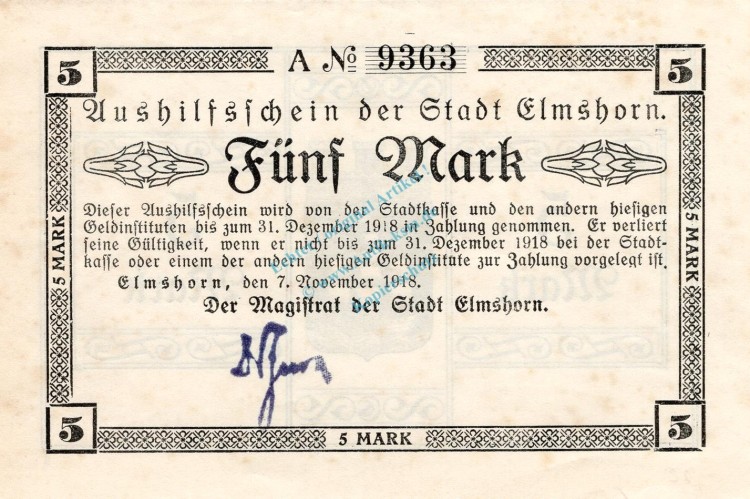 5 A № 9363 5
Aushilfsschein der Stadt Elmshorn.
Fünf Mark
Dieser Aushilfsschein wird von der Stadtkasse und den andern hiesigen
Geldinstituten bis zum 31. Dezember 1918 in Zahlung genommen. Er verliert
seine Gültigkeit, wenn er nicht bis zum 31. Dezember 1918 bei der Stadt-
kasse oder einem der andern hiesigen Geldinstitute zur Zahlung vorgelegt ist.
Elmshorn, den 7. November 1918.
Der Magistrat der Stadt Elmshorn.
5 MARK
5 MARK
5 5 MARK 5